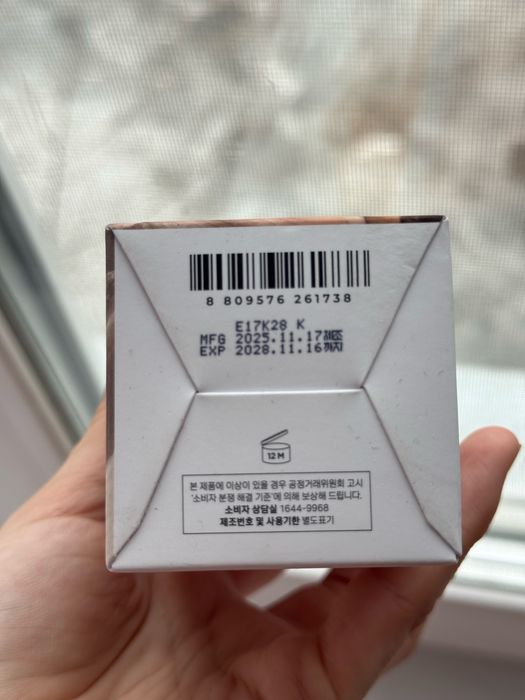 8 809576 261738
E17K28 K
MFG 2025.11.17제조
EXP 2028.11.16까지
12 M
본 제품에 이상이 있을 경우 공정거래위원회 고시
'소비자 분쟁 해결 기준'에 의해 보상해 드립니다.
소비자 상담실 1644-9968
제조번호 및 사용기한 별도표기